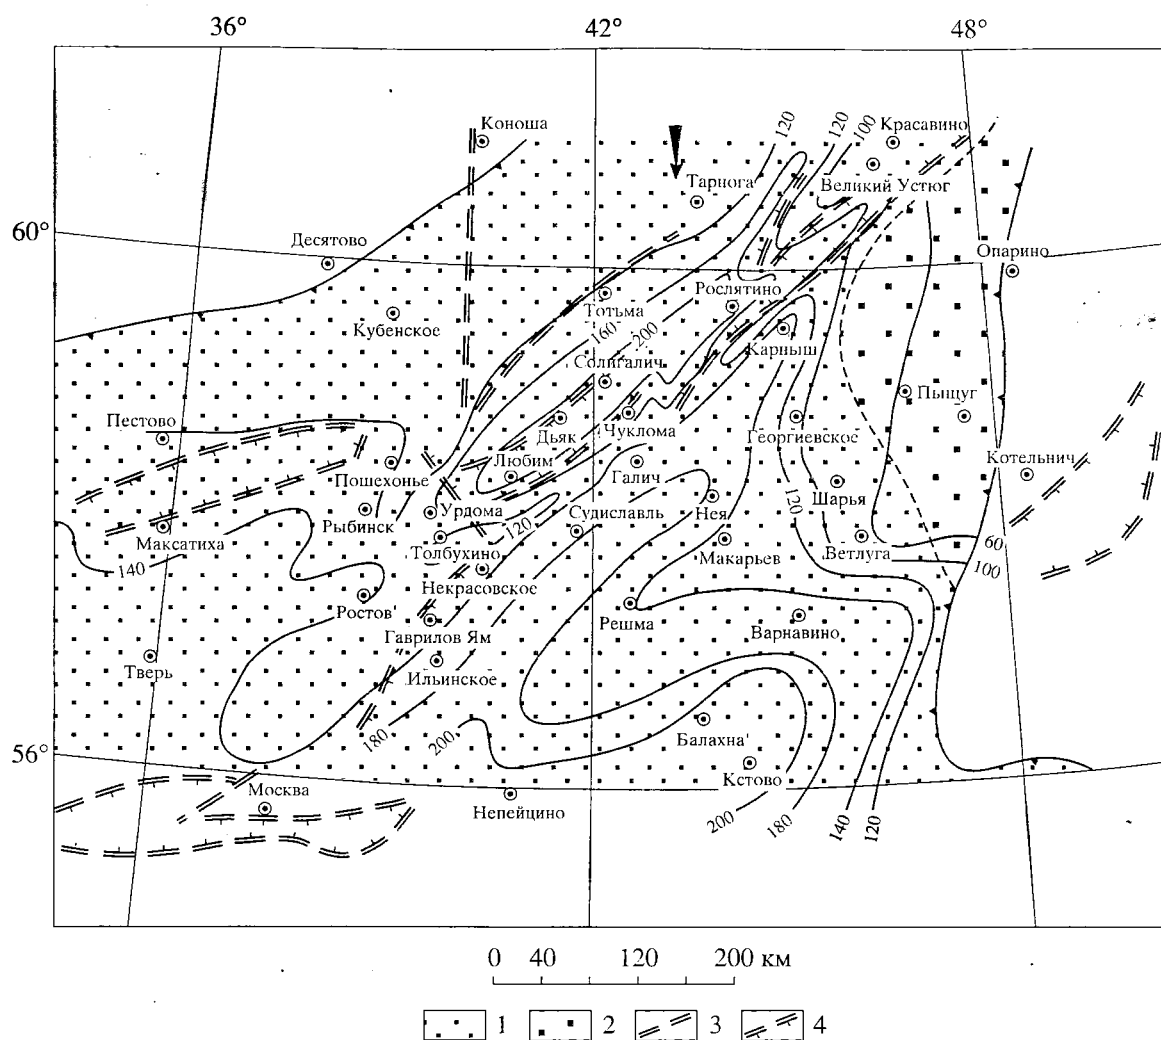 36° 42° 48°
Коноша
120
120
100
Красавино
Тарнога
Великий Устюг
60°
Десятово
Опарино
Рослятино
Кубенское
Тотьма
160
200
Карныш
Солигалич
Пыщуг
Пестово
Дьяк
Чуклома
Георгиевское
Любим
Пошехонье
Галич
Котельнич
Шарья
Рыбинск
Урдома
120
Судиславль
Нея
120
Максатиха
Толбухино
Макарьев
Ветлуга
60
140
Некрасовское
100
Ростов
Решма
Гаврилов Ям
Варнавино
Тверь
Ильинское
180
200
Балахна
56°
Кстово
Москва
Непейцино
200
180
140
120
0 40 120 200 км
1 2 3 4